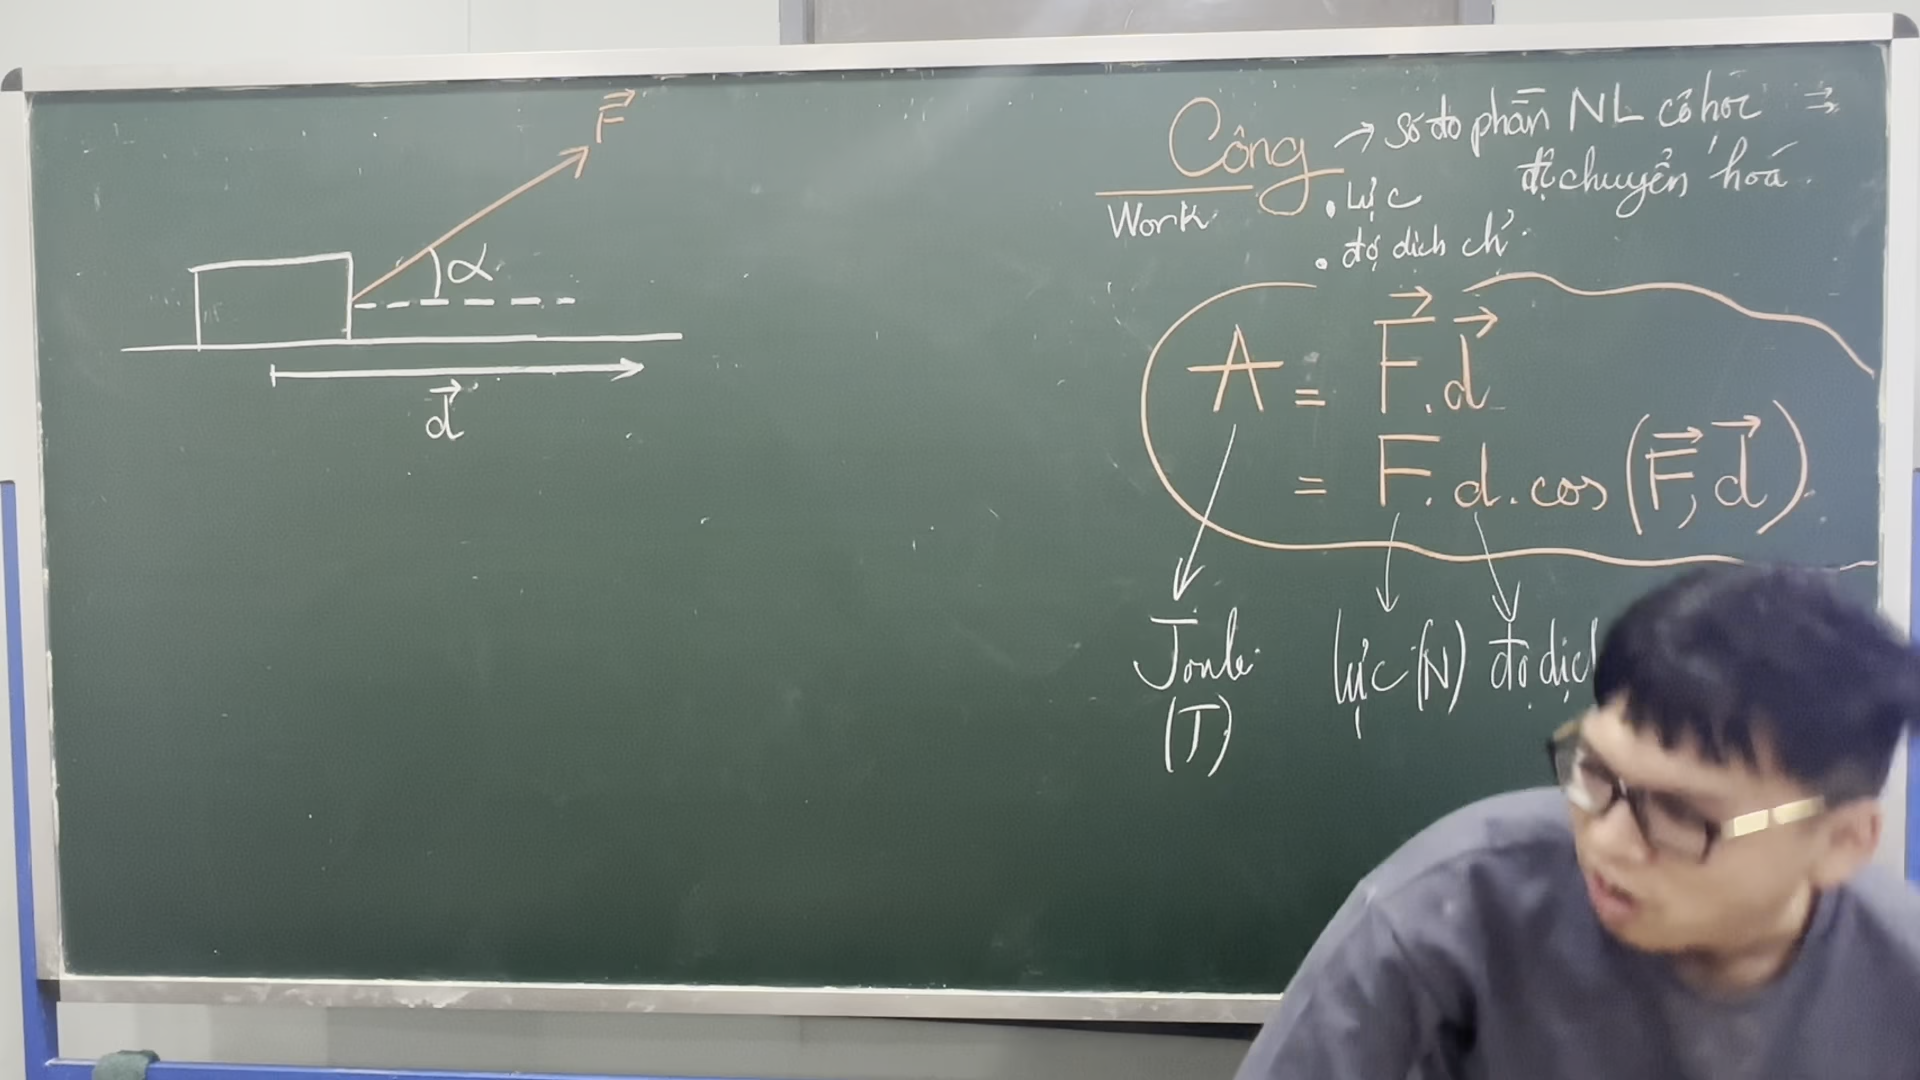 F
α
d
Công → số đo phần NL cơ học ⇒
đc chuyển hoá.
Work
• Lực
• độ dịch ch'
A = F.d
= F.d.cos(F,d)
Joule
(J)
lực (N) độ dịch